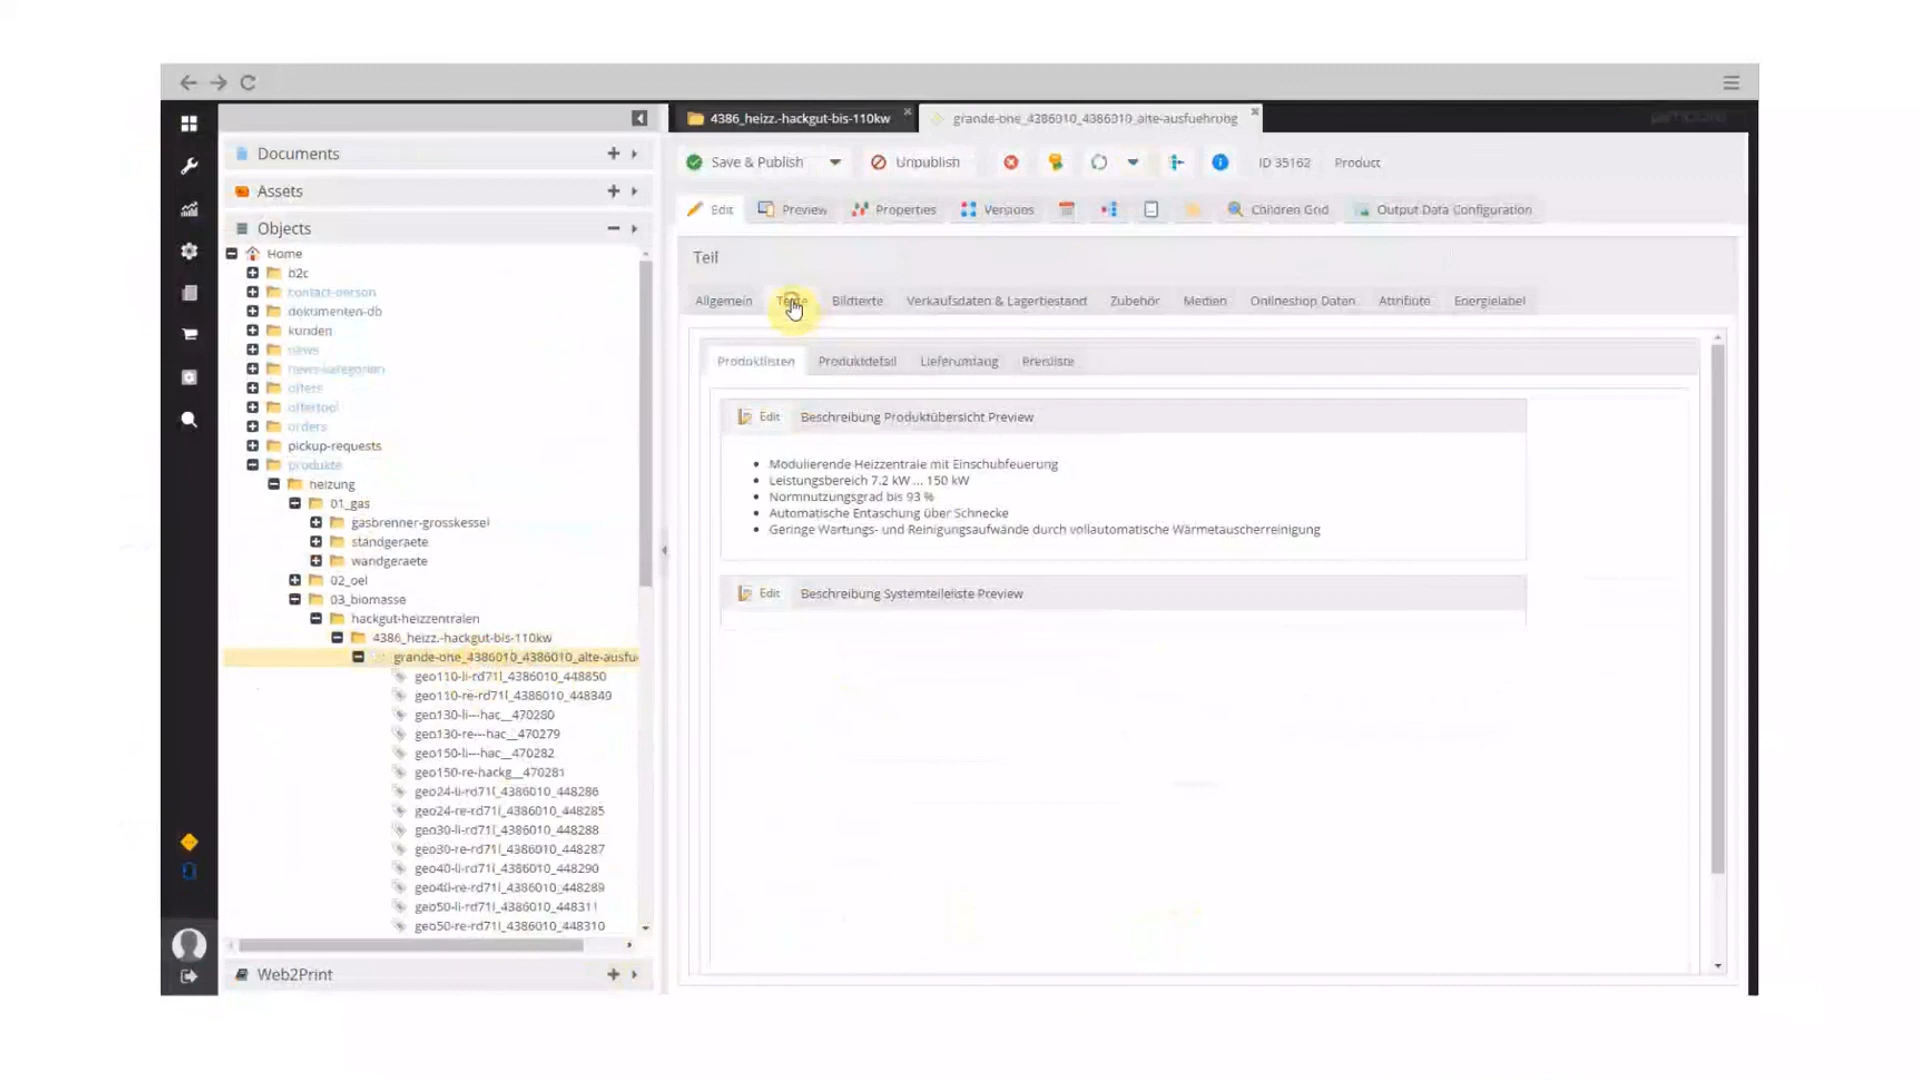 4386_heizz.-hackgut-bis-110kw
grande-one_4386010_4386010_alte-ausfuehrung
Documents
Assets
Objects
Home
b2c
contact-person
dokumenten-db
kunden
news
news-kategorien
offers
offertool
orders
pickup-requests
produkte
heizung
01_gas
gasbrenner-grosskessel
standgeraete
wandgeraete
02_oel
03_biomasse
hackgut-heizzentralen
4386_heizz.-hackgut-bis-110kw
grande-one_4386010_4386010_alte-ausfu
geo110-li-rd71l_4386010_448850
geo110-re-rd71l_4386010_448349
geo130-li---hac__470280
geo130-re---hac__470279
geo150-li---hac__470282
geo150-re-hackg__470281
geo24-li-rd71l_4386010_448286
geo24-re-rd71l_4386010_448285
geo30-li-rd71l_4386010_448288
geo30-re-rd71l_4386010_448287
geo40-li-rd71l_4386010_448290
geo40-re-rd71l_4386010_448289
geo50-li-rd71l_4386010_448311
geo50-re-rd71l_4386010_448310
Web2Print
Save & Publish Unpublish ID 35162 Product
Edit Preview Properties Versions Children Grid Output Data Configuration
Teil
Allgemein Texte Bildtexte Verkaufsdaten & Lagerbestand Zubehör Medien Onlineshop Daten Attribute Energielabel
Produktlisten Produktdetail Lieferumfang Preisliste
Edit Beschreibung Produktübersicht Preview
• Modulierende Heizzentrale mit Einschubfeuerung
• Leistungsbereich 7.2 kW ... 150 kW
• Normnutzungsgrad bis 93 %
• Automatische Entaschung über Schnecke
• Geringe Wartungs- und Reinigungsaufwände durch vollautomatische Wärmetauscherreinigung
Edit Beschreibung Systemteileliste Preview